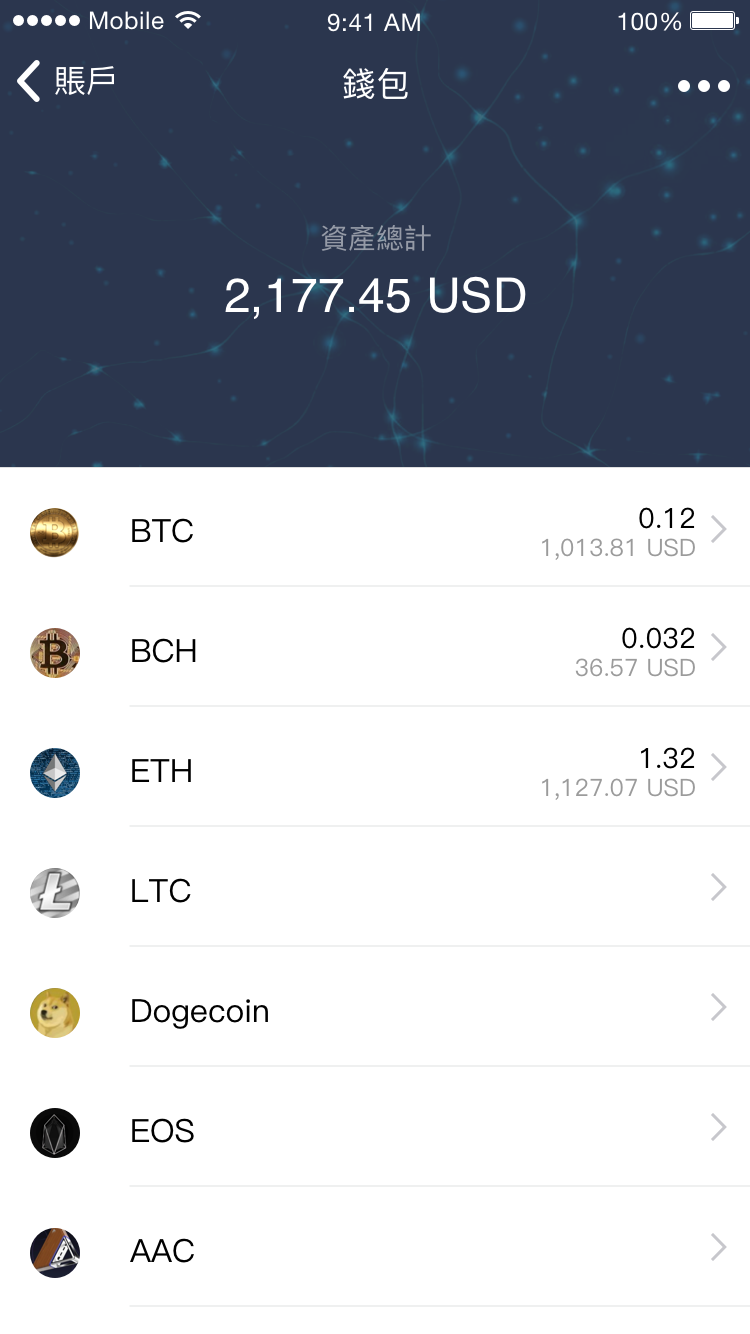 Mobile 9:41 AM 100%
賬戶 錢包
資產總計
2,177.45 USD
BTC 0.12
1,013.81 USD
BCH 0.032
36.57 USD
ETH 1.32
1,127.07 USD
LTC
Dogecoin
EOS
AAC